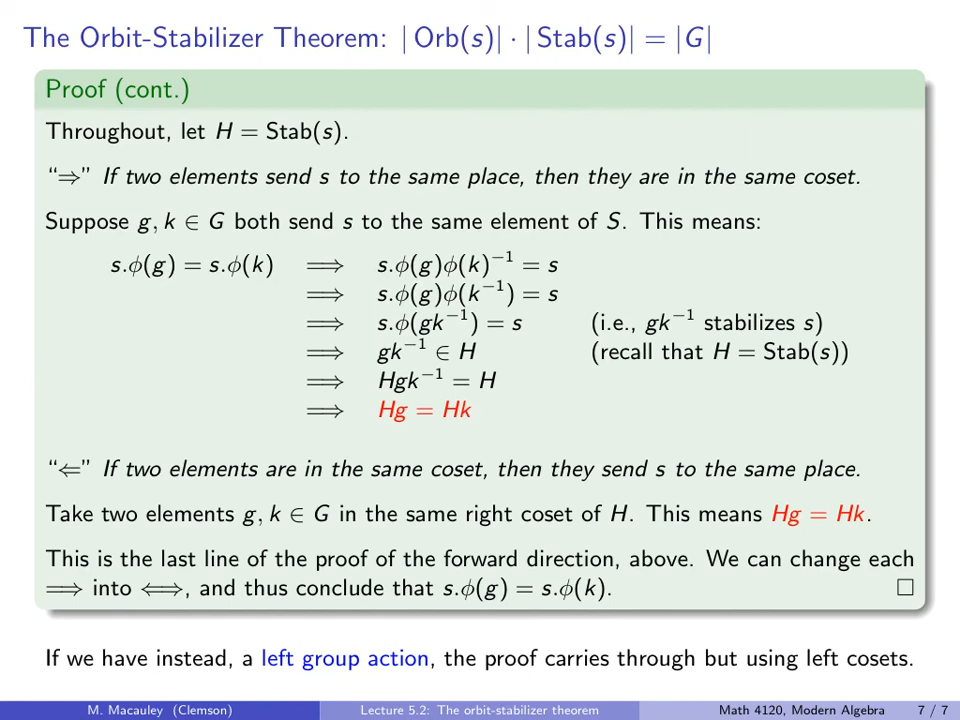 The Orbit-Stabilizer Theorem: | Orb(s)| · | Stab(s)| = |G|
Proof (cont.)
Throughout, let H = Stab(s).
“⇒” If two elements send s to the same place, then they are in the same coset.
Suppose g, k ∈ G both send s to the same element of S. This means:
s.ϕ(g) = s.ϕ(k) ⟹ s.ϕ(g)ϕ(k)⁻¹ = s
⟹ s.ϕ(g)ϕ(k⁻¹) = s
⟹ s.ϕ(gk⁻¹) = s (i.e., gk⁻¹ stabilizes s)
⟹ gk⁻¹ ∈ H (recall that H = Stab(s))
⟹ Hgk⁻¹ = H
⟹ Hg = Hk
“⇐” If two elements are in the same coset, then they send s to the same place.
Take two elements g, k ∈ G in the same right coset of H. This means Hg = Hk.
This is the last line of the proof of the forward direction, above. We can change each
⟹ into ⟺, and thus conclude that s.ϕ(g) = s.ϕ(k). □
If we have instead, a left group action, the proof carries through but using left cosets.
M. Macauley (Clemson) Lecture 5.2: The orbit-stabilizer theorem Math 4120, Modern Algebra 7 / 7